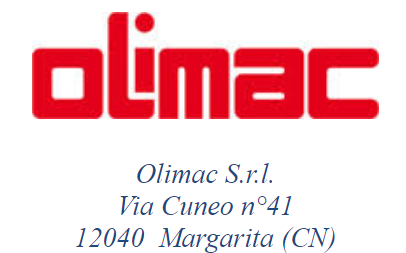 olimac
Olimac S.r.l.
Via Cuneo n°41
12040 Margarita (CN)